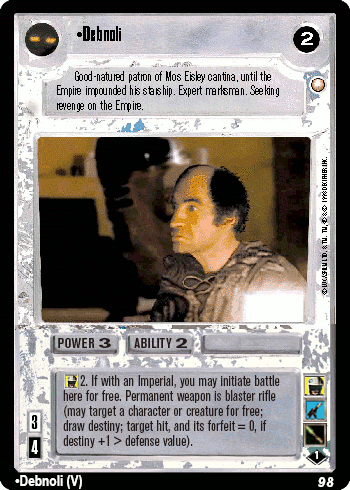 •Debnoli
2
Good-natured patron of Mos Eisley cantina, until the
Empire impounded his starship. Expert marksman. Seeking
revenge on the Empire.
POWER 3
ABILITY 2
2. If with an Imperial, you may initiate battle
here for free. Permanent weapon is blaster rifle
(may target a character or creature for free;
draw destiny; target hit, and its forfeit = 0, if
destiny +1 > defense value).
3
4
1
•Debnoli (V)
98